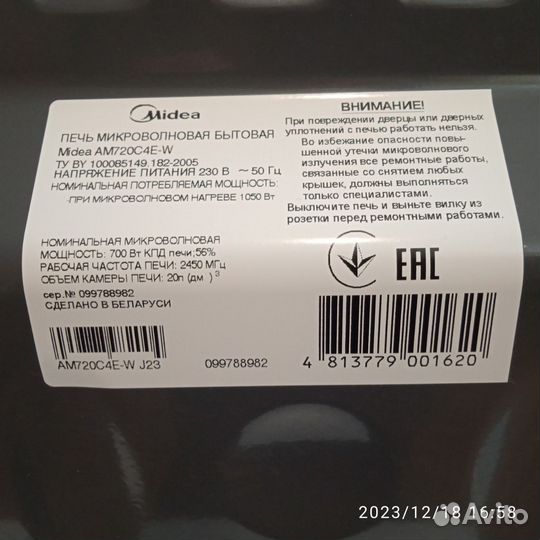 Midea
ПЕЧЬ МИКРОВОЛНОВАЯ БЫТОВАЯ
Midea AM720C4E-W
ТУ BY 100085149.182-2005
НАПРЯЖЕНИЕ ПИТАНИЯ 230 В ~ 50 Гц
НОМИНАЛЬНАЯ ПОТРЕБЛЯЕМАЯ МОЩНОСТЬ:
-ПРИ МИКРОВОЛНОВОМ НАГРЕВЕ 1050 Вт
НОМИНАЛЬНАЯ МИКРОВОЛНОВАЯ
МОЩНОСТЬ: 700 Вт КПД печи;56%
РАБОЧАЯ ЧАСТОТА ПЕЧИ: 2450 МГц
ОБЪЕМ КАМЕРЫ ПЕЧИ: 20л (дм )³
сер.№ 099788982
СДЕЛАНО В БЕЛАРУСИ
AM720C4E-W J23
099788982
ВНИМАНИЕ!
При повреждении дверцы или дверных
уплотнений с печью работать нельзя.
Во избежание опасности повы-
шенной утечки микроволнового
излучения все ремонтные работы,
связанные со снятием любых
крышек, должны выполняться
только специалистами.
Выключите печь и выньте вилку из
розетки перед ремонтными работами.
EAC
4 813779 001620
2023/12/18 16:58
Avito